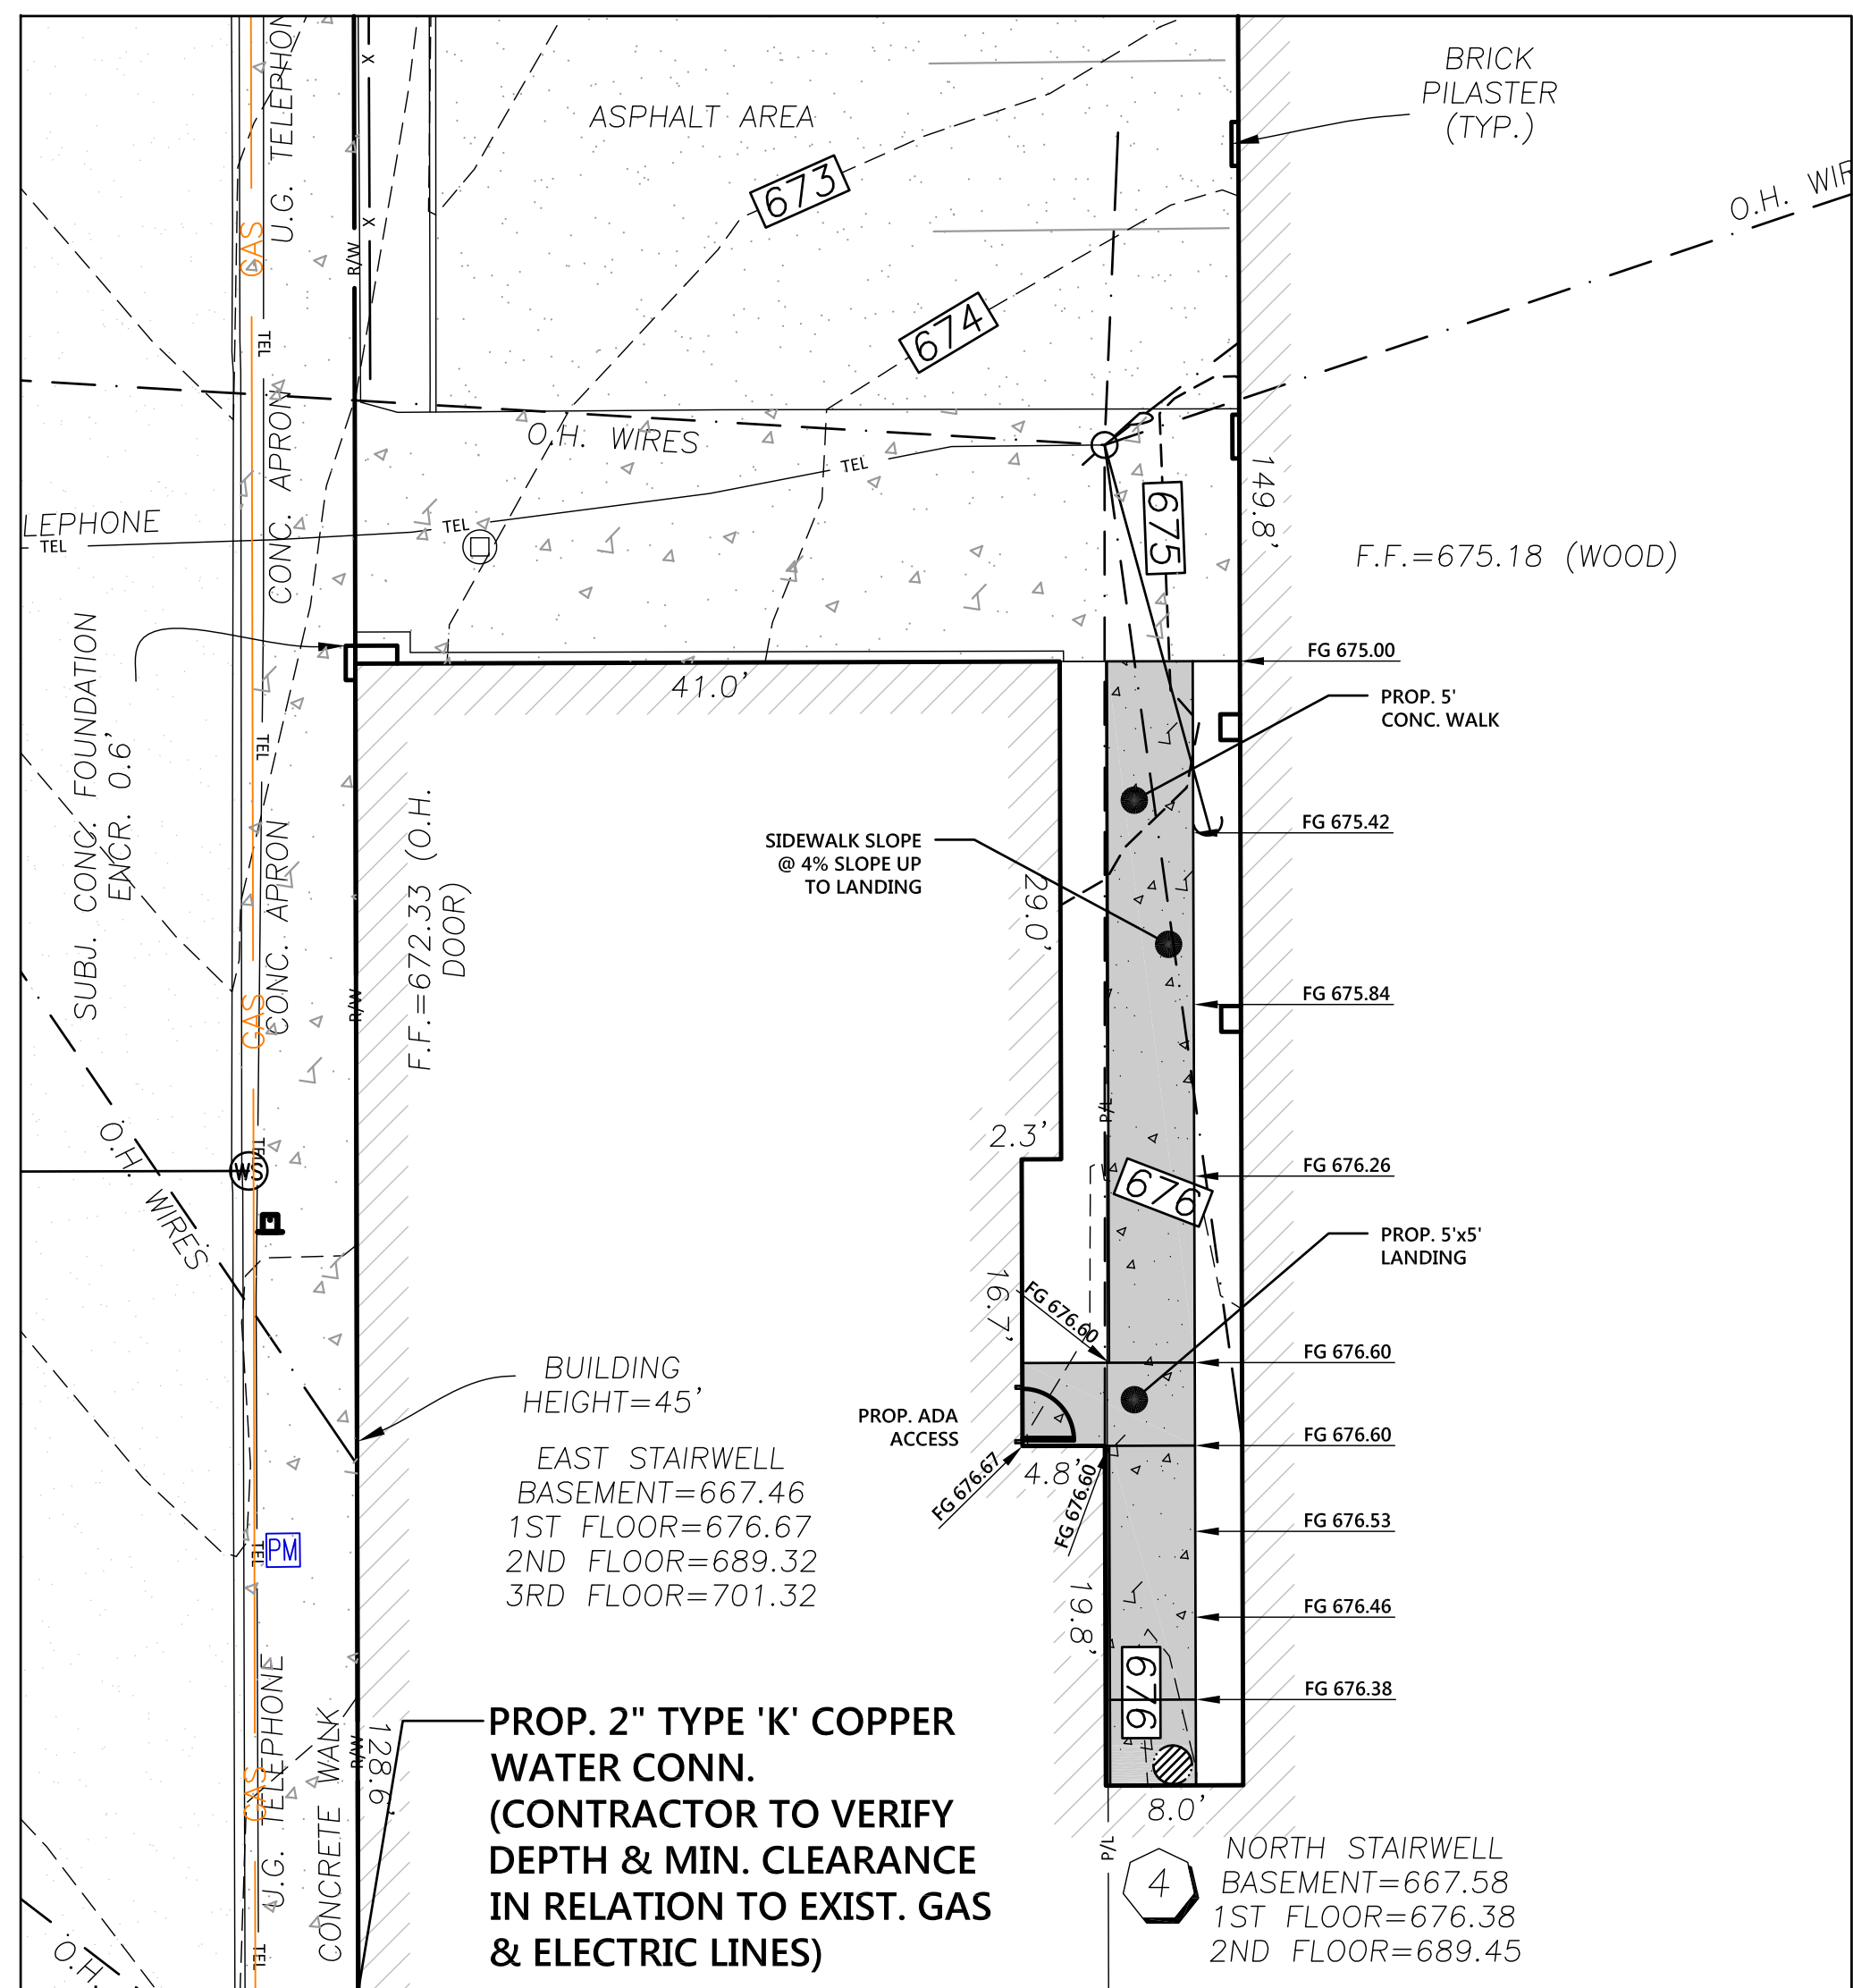 U.G. TELEPHON
GAS
X
X
R/W
ASPHALT AREA
673
674
BRICK
PILASTER
(TYP.)
O.H. WIR
TEL
CONC. APRON
O.H. WIRES
TEL
TEL
LEPHONE
TEL
675
149.8'
F.F.=675.18 (WOOD)
SUBJ. CONC. FOUNDATION
ENCR. 0.6'
41.0'
FG 675.00
PROP. 5'
CONC. WALK
TEL
CONC. APRON
GAS
R/W
F.F.=672.33 (O.H.
DOOR)
SIDEWALK SLOPE
@ 4% SLOPE UP
TO LANDING
29.0'
FG 675.42
FG 675.84
P/L
2.3'
676
FG 676.26
O.H. WIRES
TEL
WS
16.7'
PROP. 5'x5'
LANDING
FG 676.60
FG 676.60
BUILDING
HEIGHT=45'
PROP. ADA
ACCESS
FG 676.60
FG 676.67
4.8'
FG 676.60
EAST STAIRWELL
BASEMENT=667.46
1ST FLOOR=676.67
2ND FLOOR=689.32
3RD FLOOR=701.32
TEL
PM
FG 676.53
19.8'
FG 676.46
676
FG 676.38
U.G. TELEPHONE
GAS
CONCRETE WALK
R/W
128.6'
PROP. 2" TYPE 'K' COPPER
WATER CONN.
(CONTRACTOR TO VERIFY
DEPTH & MIN. CLEARANCE
IN RELATION TO EXIST. GAS
& ELECTRIC LINES)
8.0'
P/L
4
NORTH STAIRWELL
BASEMENT=667.58
1ST FLOOR=676.38
2ND FLOOR=689.45
O.H.
TEL